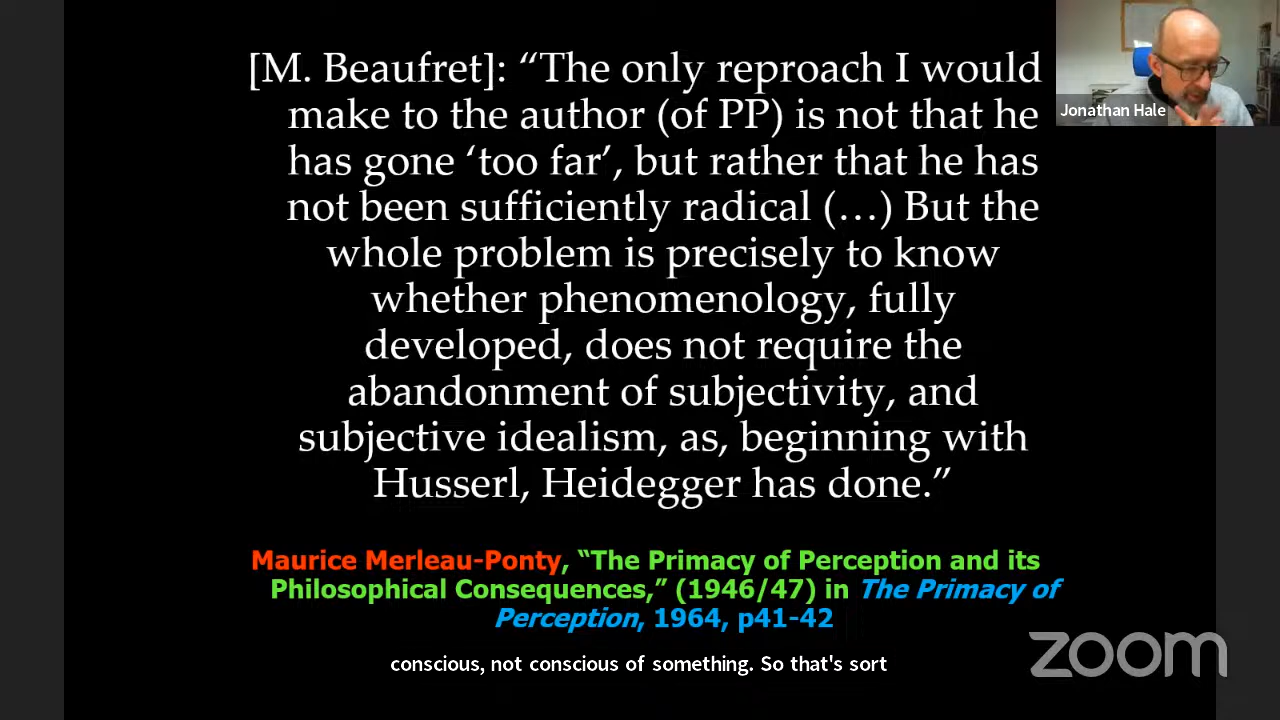 [M. Beaufret]: “The only reproach I would
make to the author (of PP) is not that he
has gone ‘too far’, but rather that he has
not been sufficiently radical (…) But the
whole problem is precisely to know
whether phenomenology, fully
developed, does not require the
abandonment of subjectivity, and
subjective idealism, as, beginning with
Husserl, Heidegger has done.”
Jonathan Hale
Maurice Merleau-Ponty, “The Primacy of Perception and its
Philosophical Consequences,” (1946/47) in The Primacy of
Perception, 1964, p41-42
conscious, not conscious of something. So that's sort
zoom